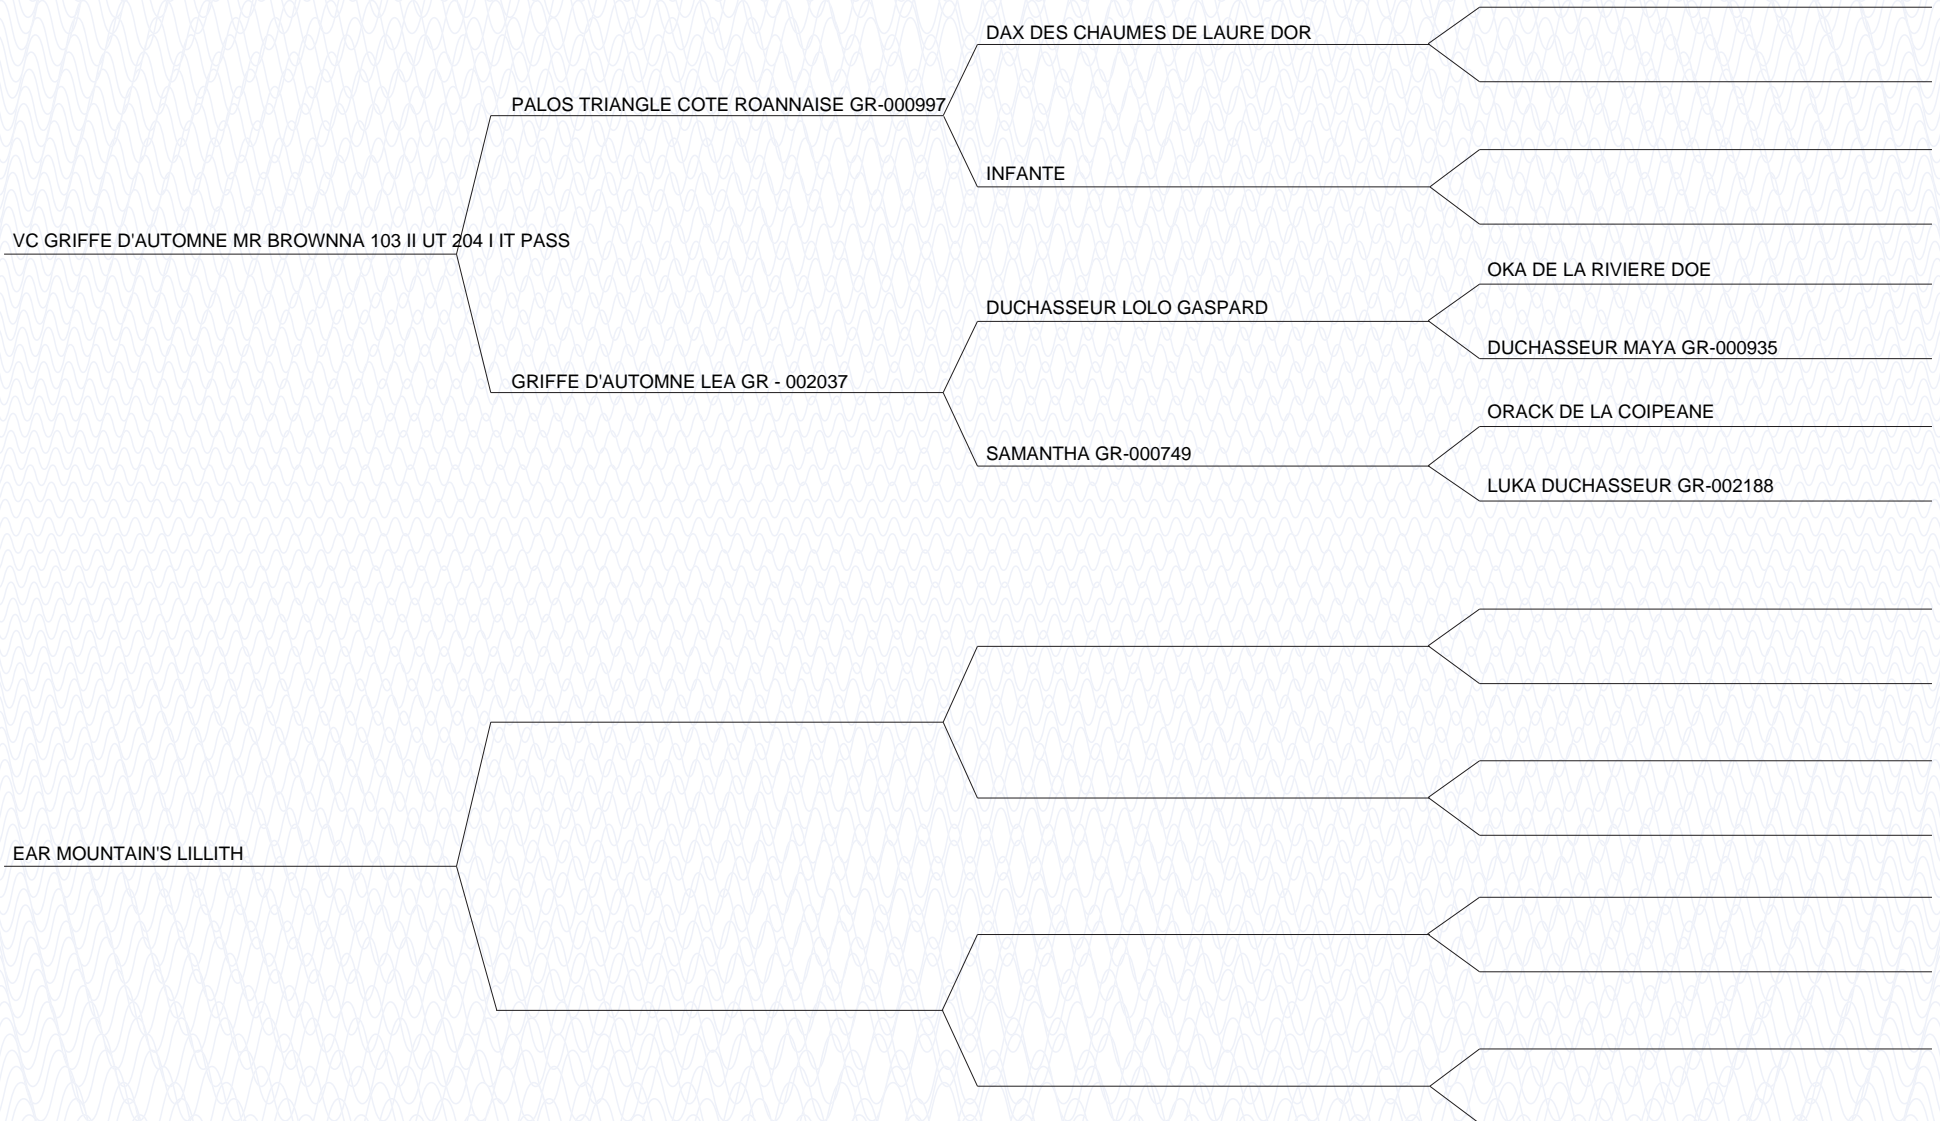 DAX DES CHAUMES DE LAURE DOR
PALOS TRIANGLE COTE ROANNAISE GR-000997
INFANTE
VC GRIFFE D'AUTOMNE MR BROWNNA 103 II UT 204 I IT PASS
OKA DE LA RIVIERE DOE
DUCHASSEUR LOLO GASPARD
DUCHASSEUR MAYA GR-000935
GRIFFE D'AUTOMNE LEA GR - 002037
ORACK DE LA COIPEANE
SAMANTHA GR-000749
LUKA DUCHASSEUR GR-002188
EAR MOUNTAIN'S LILLITH